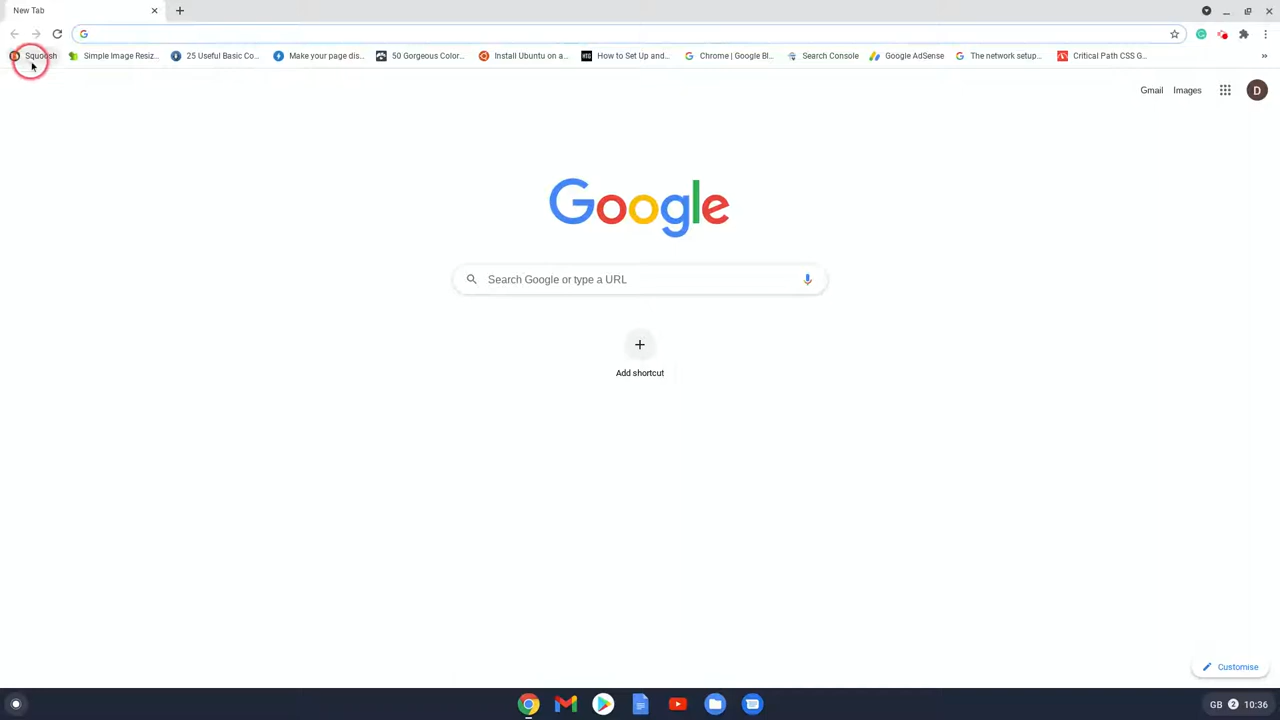 New Tab
Squoosh
Simple Image Resiz...
25 Useful Basic Co...
Make your page dis...
50 Gorgeous Color...
Install Ubuntu on a...
How to Set Up and...
Chrome | Google Bl...
Search Console
Google AdSense
The network setup...
Critical Path CSS G...
Gmail
Images
D
Google
Search Google or type a URL
Add shortcut
Customise
GB
2
10:36